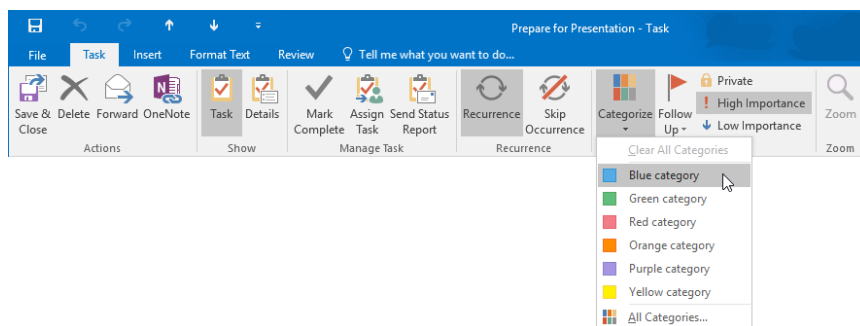 Prepare for Presentation - Task
File Task Insert Format Text Review Tell me what you want to do...
Save & Close Delete Forward OneNote Task Details Mark Complete Assign Task Send Status Report Recurrence Skip Occurrence Categorize Follow Up Private
High Importance
Low Importance
Zoom
Actions Show Manage Task Recurrence Zoom
Clear All Categories
Blue category
Green category
Red category
Orange category
Purple category
Yellow category
All Categories...